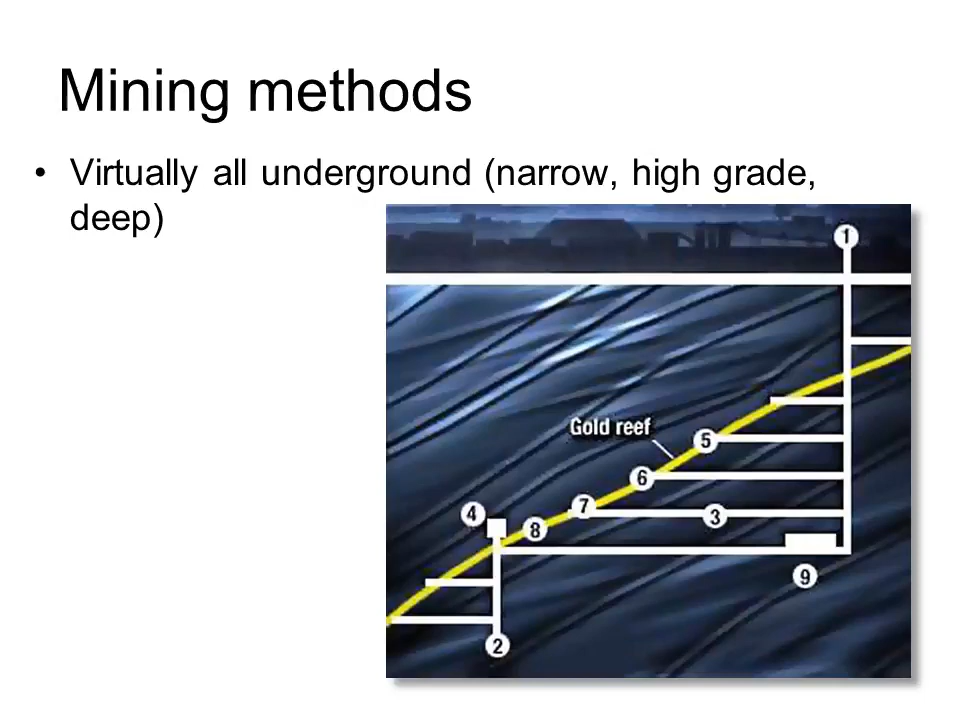 Mining methods
• Virtually all underground (narrow, high grade,
deep)
1
Gold reef
5
6
7
4
3
8
9
2